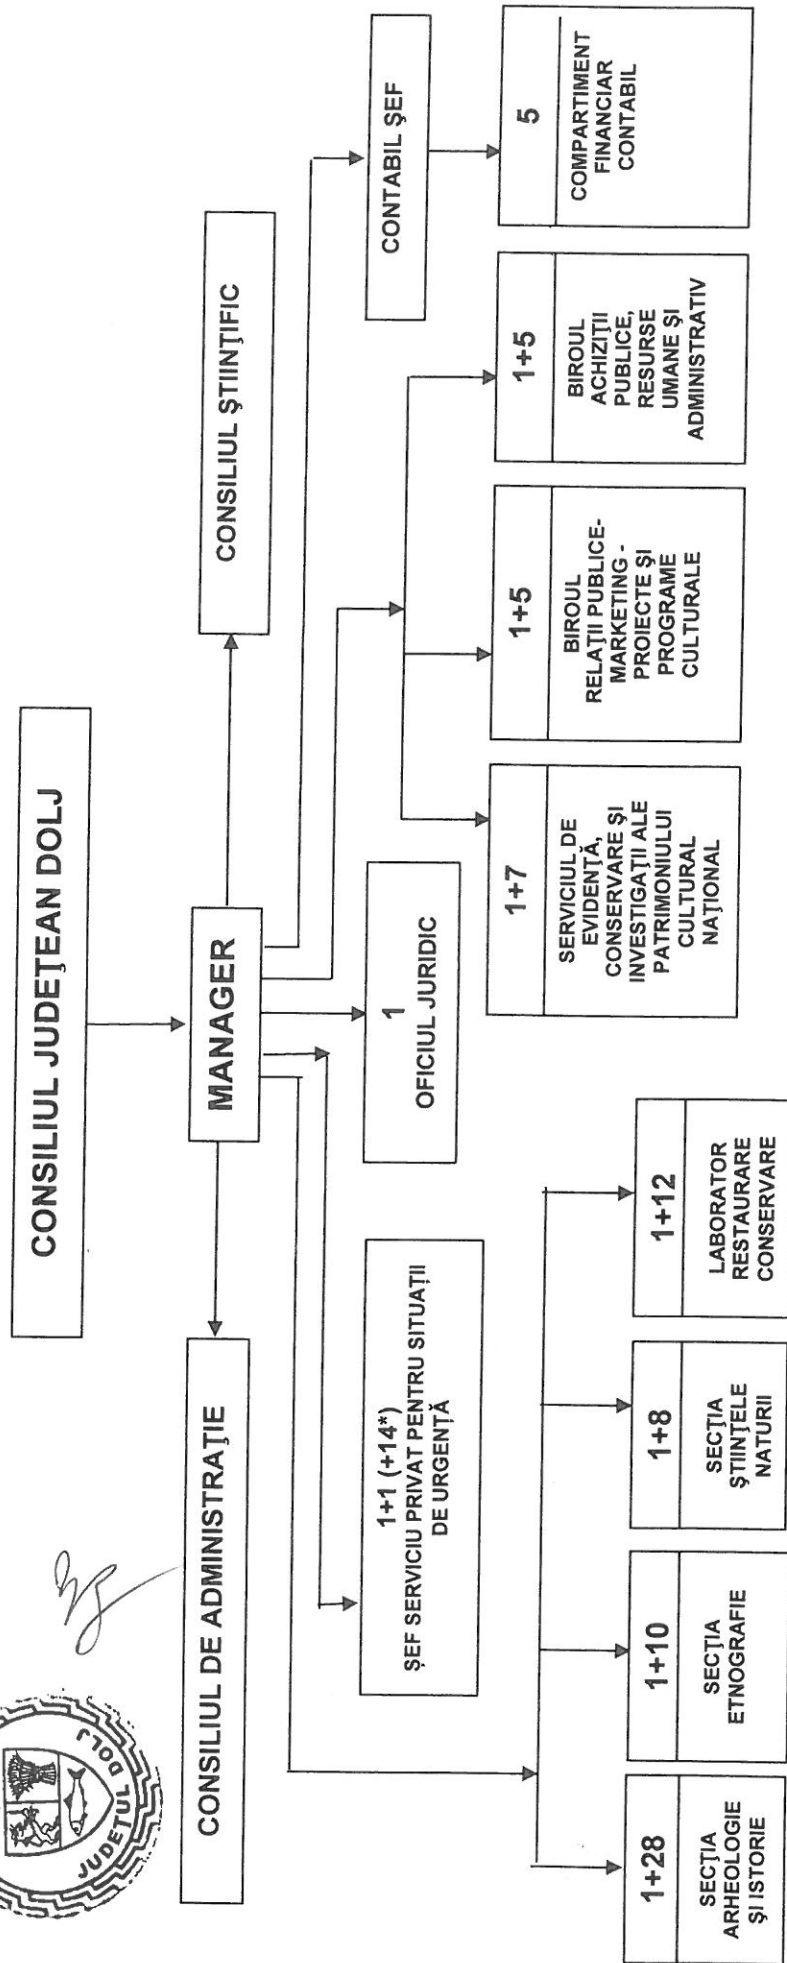 JUDEȚUL DOLJ
CONSILIUL JUDEŢEAN DOLJ
CONSILIUL DE ADMINISTRAŢIE
MANAGER
CONSILIUL ŞTIINŢIFIC
1+1 (+14*)
ŞEF SERVICIU PRIVAT PENTRU SITUAŢII
DE URGENŢĂ
1
OFICIUL JURIDIC
CONTABIL ŞEF
1+7
SERVICIUL DE
EVIDENŢĂ,
CONSERVARE ŞI
INVESTIGAŢII ALE
PATRIMONIULUI
CULTURAL
NAŢIONAL
1+5
BIROUL
RELAŢII PUBLICE-
MARKETING -
PROIECTE ŞI
PROGRAME
CULTURALE
1+5
BIROUL
ACHIZIŢII
PUBLICE,
RESURSE
UMANE ŞI
ADMINISTRATIV
5
COMPARTIMENT
FINANCIAR
CONTABIL
1+28
SECŢIA
ARHEOLOGIE
ŞI ISTORIE
1+10
SECŢIA
ETNOGRAFIE
1+8
SECŢIA
ŞTIINŢELE
NATURII
1+12
LABORATOR
RESTAURARE
CONSERVARE